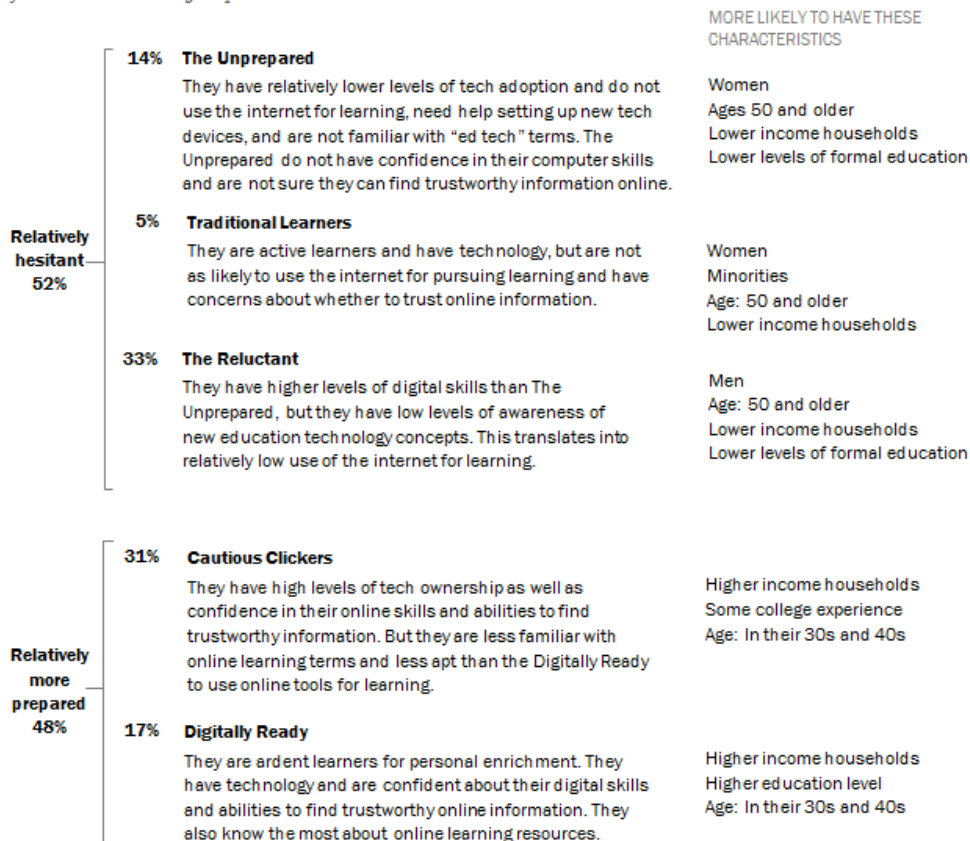 MORE LIKELY TO HAVE THESE
CHARACTERISTICS
14% The Unprepared
They have relatively lower levels of tech adoption and do not
use the internet for learning, need help setting up new tech
devices, and are not familiar with “ed tech” terms. The
Unprepared do not have confidence in their computer skills
and are not sure they can find trustworthy information online.
Women
Ages 50 and older
Lower income households
Lower levels of formal education
Relatively
hesitant
52%
5% Traditional Learners
They are active learners and have technology, but are not
as likely to use the internet for pursuing learning and have
concerns about whether to trust online information.
Women
Minorities
Age: 50 and older
Lower income households
33% The Reluctant
They have higher levels of digital skills than The
Unprepared, but they have low levels of awareness of
new education technology concepts. This translates into
relatively low use of the internet for learning.
Men
Age: 50 and older
Lower income households
Lower levels of formal education
31% Cautious Clickers
They have high levels of tech ownership as well as
confidence in their online skills and abilities to find
trustworthy information. But they are less familiar with
online learning terms and less apt than the Digitally Ready
to use online tools for learning.
Higher income households
Some college experience
Age: In their 30s and 40s
Relatively
more
prepared
48%
17% Digitally Ready
They are ardent learners for personal enrichment. They
have technology and are confident about their digital skills
and abilities to find trustworthy online information. They
also know the most about online learning resources.
Higher income households
Higher education level
Age: In their 30s and 40s